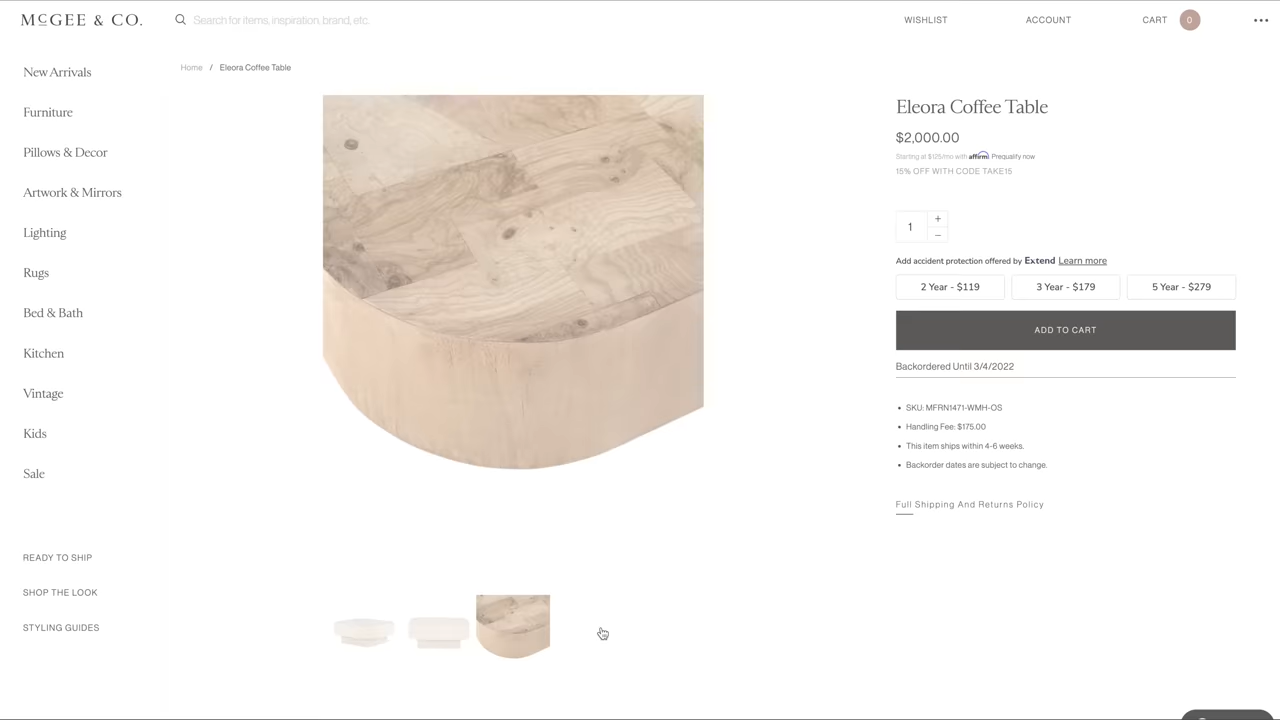 McGEE & CO.
Search for items, inspiration, brand, etc.
WISHLIST
ACCOUNT
CART 0
New Arrivals
Furniture
Pillows & Decor
Artwork & Mirrors
Lighting
Rugs
Bed & Bath
Kitchen
Vintage
Kids
Sale
READY TO SHIP
SHOP THE LOOK
STYLING GUIDES
Home / Eleora Coffee Table
Eleora Coffee Table
$2,000.00
Starting at $125/mo with affirm. Prequalify now
15% OFF WITH CODE TAKE15
1 + −
Add accident protection offered by Extend Learn more
2 Year - $119
3 Year - $179
5 Year - $279
ADD TO CART
Backordered Until 3/4/2022
• SKU: MFRN1471-WMH-OS
• Handling Fee: $175.00
• This item ships within 4-6 weeks.
• Backorder dates are subject to change.
Full Shipping And Returns Policy